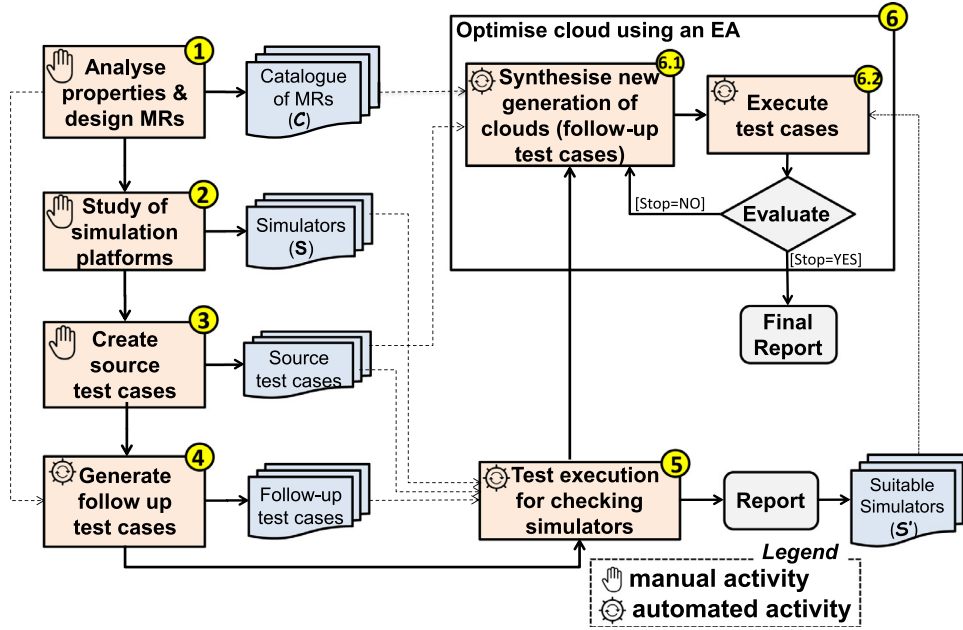 1
Analyse
properties &
design MRs
Catalogue
of MRs
(C)
2
Study of
simulation
platforms
Simulators
(S)
3
Create
source
test cases
Source
test cases
4
Generate
follow up
test cases
Follow-up
test cases
5
Test execution
for checking
simulators
Report
Suitable
Simulators
(S')
6
Optimise cloud using an EA
6.1
Synthesise new
generation of
clouds (follow-up
test cases)
6.2
Execute
test cases
Evaluate
[Stop=NO]
[Stop=YES]
Final
Report
Legend
manual activity
automated activity